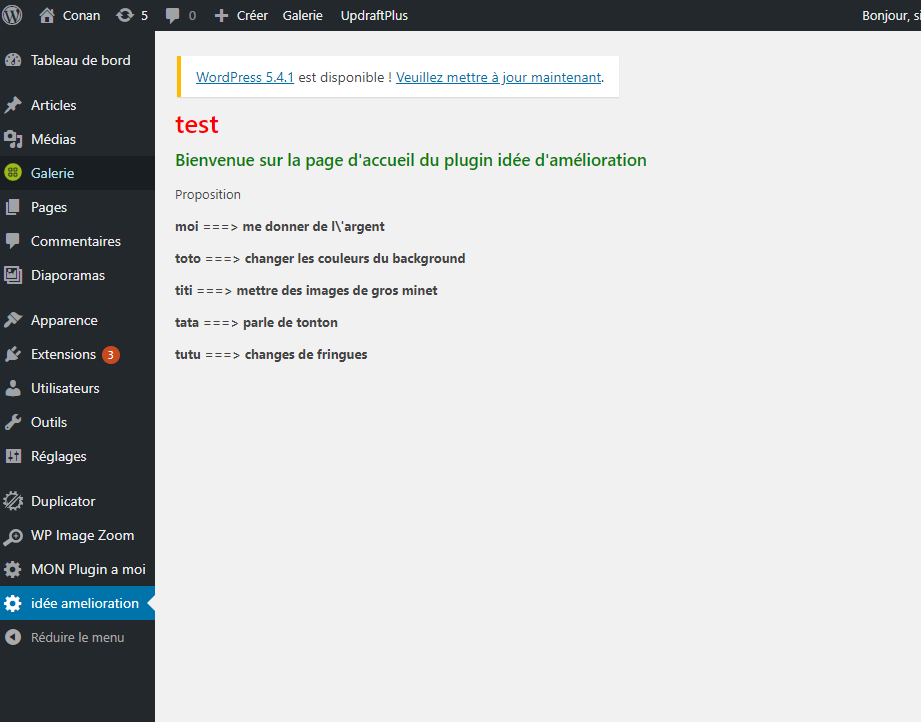 Conan 5 0 Créer Galerie UpdraftPlus Bonjour, si
Tableau de bord
Articles
Médias
Galerie
Pages
Commentaires
Diaporamas
Apparence
Extensions 3
Utilisateurs
Outils
Réglages
Duplicator
WP Image Zoom
MON Plugin a moi
idée amelioration
Réduire le menu
WordPress 5.4.1 est disponible ! Veuillez mettre à jour maintenant.
test
Bienvenue sur la page d'accueil du plugin idée d'amélioration
Proposition
moi ===> me donner de l\'argent
toto ===> changer les couleurs du background
titi ===> mettre des images de gros minet
tata ===> parle de tonton
tutu ===> changes de fringues